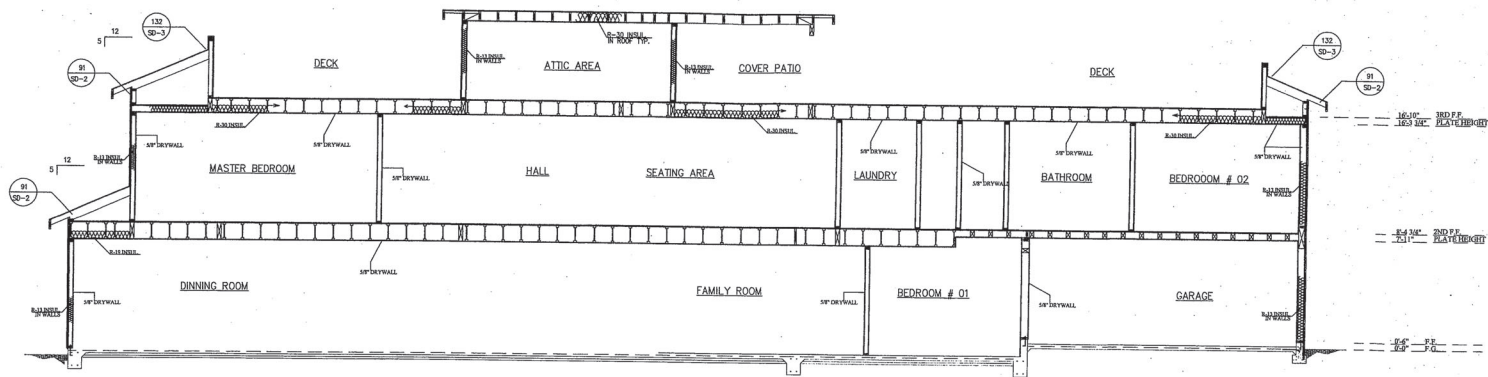 132
SD-3
12
5
91
SD-2
DECK
R-13 INSUL.
IN WALLS
ATTIC AREA
R-30 INSUL.
IN ROOF TYP.
R-13 INSUL.
IN WALLS
COVER PATIO
DECK
132
SD-3
91
SD-2
16'-10" 3RD F.F.
16'-3 3/4" PLATE HEIGHT
R-30 INSUL.
5/8" DRYWALL
5/8" DRYWALL
R-13 INSUL.
IN WALLS
12
5
MASTER BEDROOM
5/8" DRYWALL
HALL
SEATING AREA
R-30 INSUL.
5/8" DRYWALL
LAUNDRY
5/8" DRYWALL
5/8" DRYWALL
BATHROOM
R-30 INSUL.
5/8" DRYWALL
BEDROOOM # 02
R-13 INSUL.
IN WALLS
91
SD-2
8'-4 3/4" 2ND F.F.
7'-11" PLATE HEIGHT
R-19 INSUL.
5/8" DRYWALL
5/8" DRYWALL
DINNING ROOM
FAMILY ROOM
5/8" DRYWALL
BEDROOM # 01
5/8" DRYWALL
GARAGE
R-13 INSUL.
IN WALLS
R-13 INSUL.
IN WALLS
0'-6" F.F.
0'-0" F.G.